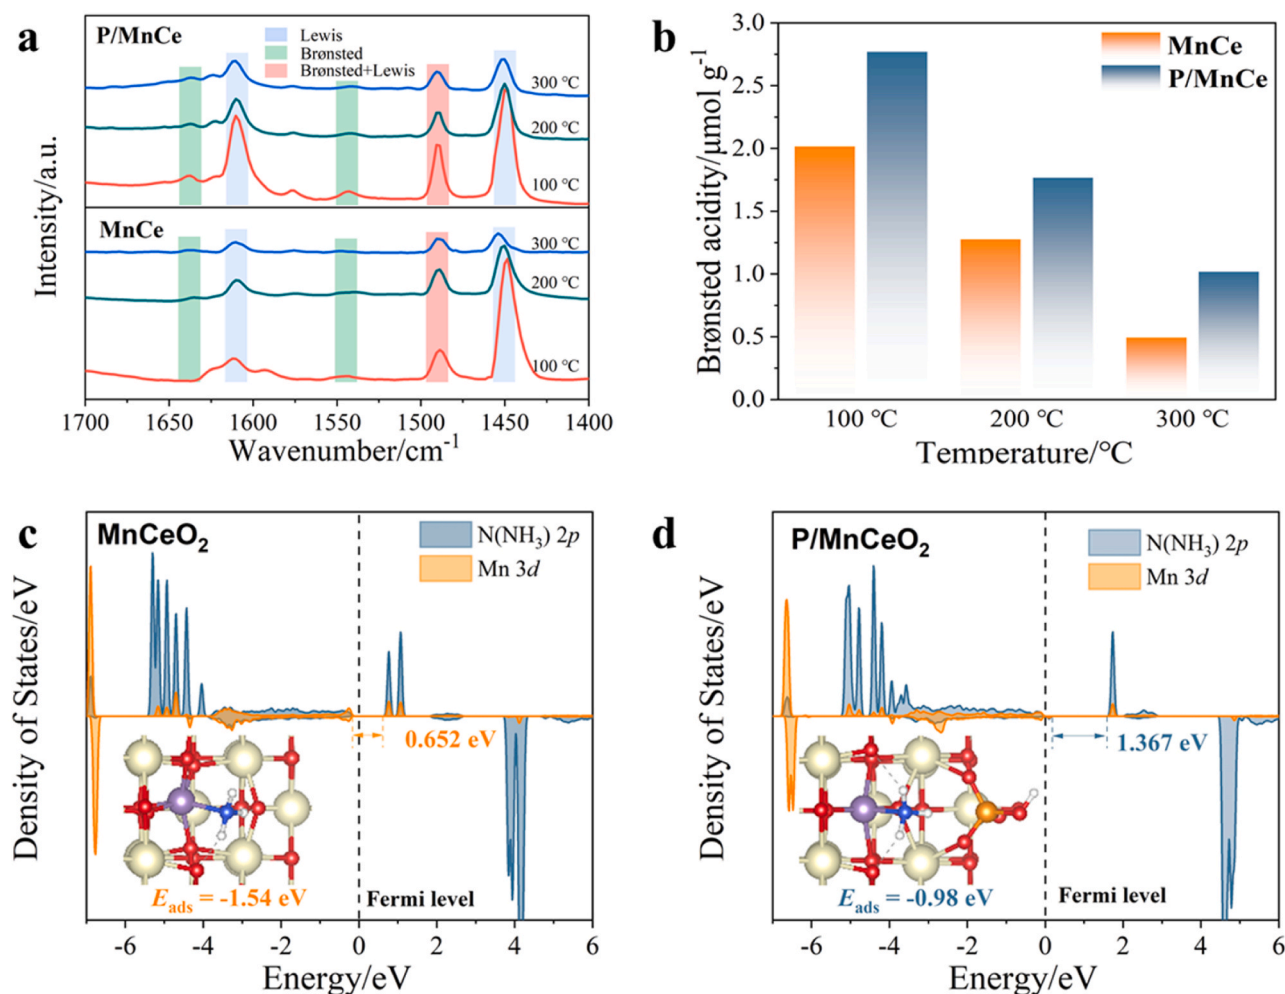 a
P/MnCe
Lewis
Brønsted
Brønsted+Lewis
300 °C
200 °C
100 °C
MnCe
300 °C
200 °C
100 °C
Intensity/a.u.
1700 1650 1600 1550 1500 1450 1400
Wavenumber/cm⁻¹
b
MnCe
P/MnCe
Brønsted acidity/μmol g⁻¹
3.0
2.5
2.0
1.5
1.0
0.5
0.0
100 °C 200 °C 300 °C
Temperature/°C
c
MnCeO₂
N(NH₃) 2p
Mn 3d
0.652 eV
E_ads = -1.54 eV
Fermi level
Density of States/eV
-6 -4 -2 0 2 4 6
Energy/eV
d
P/MnCeO₂
N(NH₃) 2p
Mn 3d
1.367 eV
E_ads = -0.98 eV
Fermi level
Density of States/eV
-6 -4 -2 0 2 4 6
Energy/eV